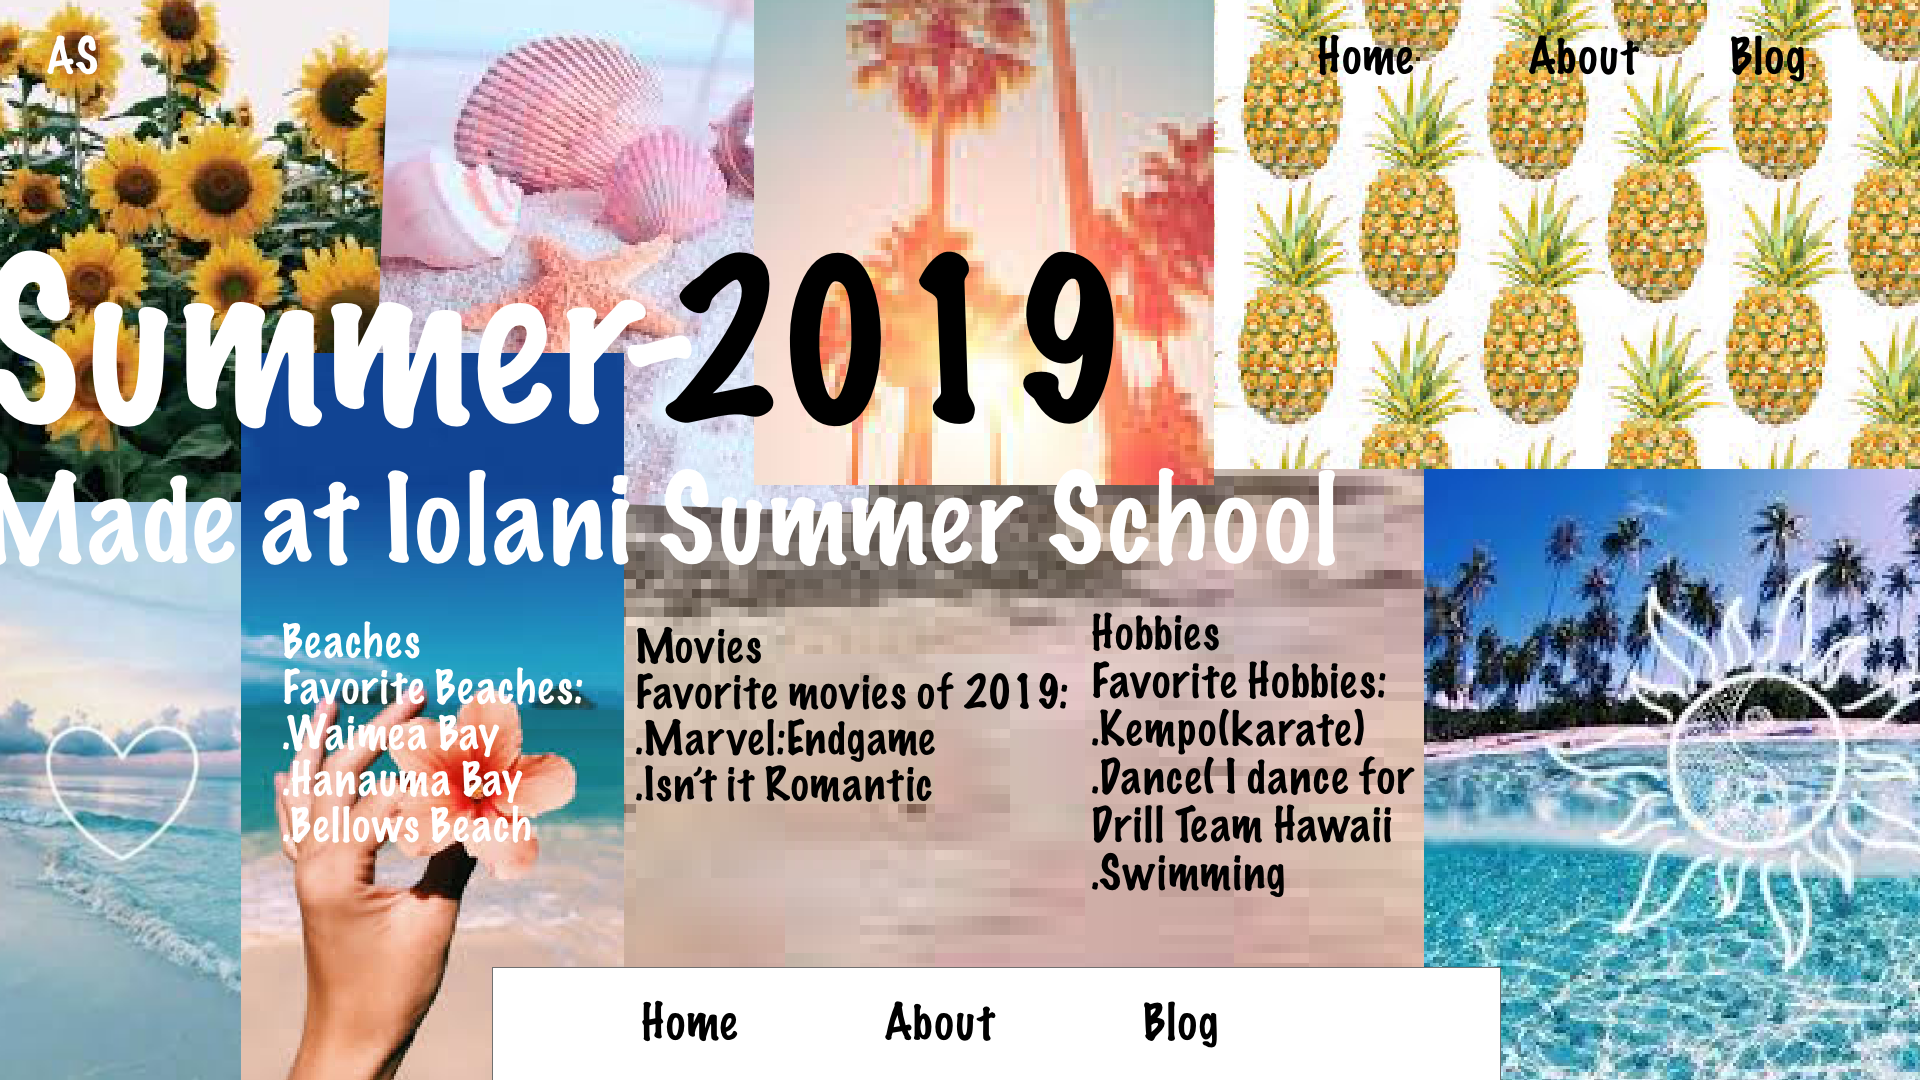 AS
Home About Blog
Summer-2019
Made at Iolani Summer School
Beaches
Favorite Beaches:
.Waimea Bay
.Hanauma Bay
.Bellows Beach
Movies
Favorite movies of 2019:
.Marvel:Endgame
.Isn't it Romantic
Hobbies
Favorite Hobbies:
.Kempo(karate)
.Dance( I dance for
Drill Team Hawaii
.Swimming
Home About Blog